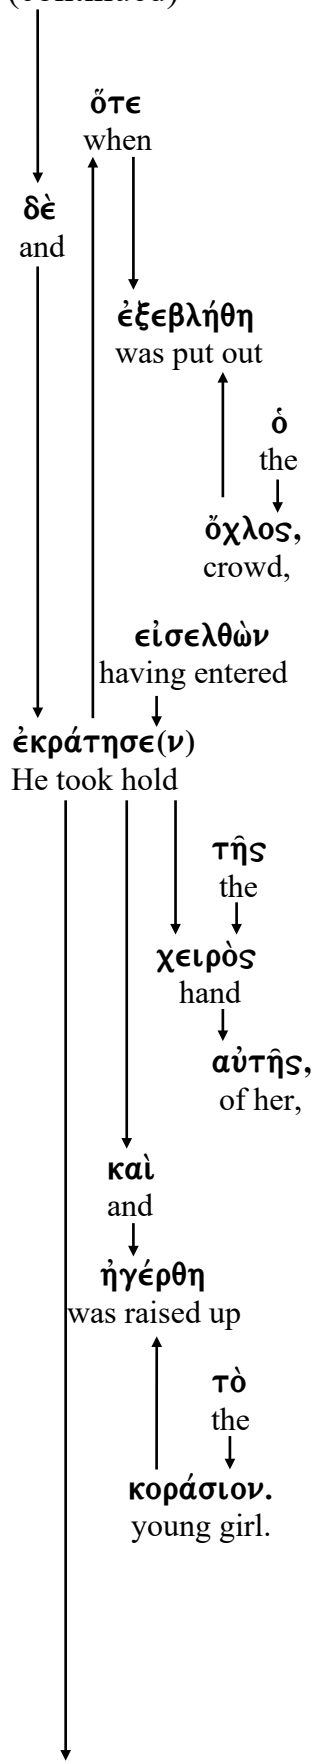 (continued)
ὅτε
when
δὲ
and
ἐξεβλήθη
was put out
ὁ
the
ὄχλος,
crowd,
εἰσελθὼν
having entered
ἐκράτησε(ν)
He took hold
τῆς
the
χειρὸς
hand
αὐτῆς,
of her,
καὶ
and
ἠγέρθη
was raised up
τὸ
the
κοράσιον.
young girl.